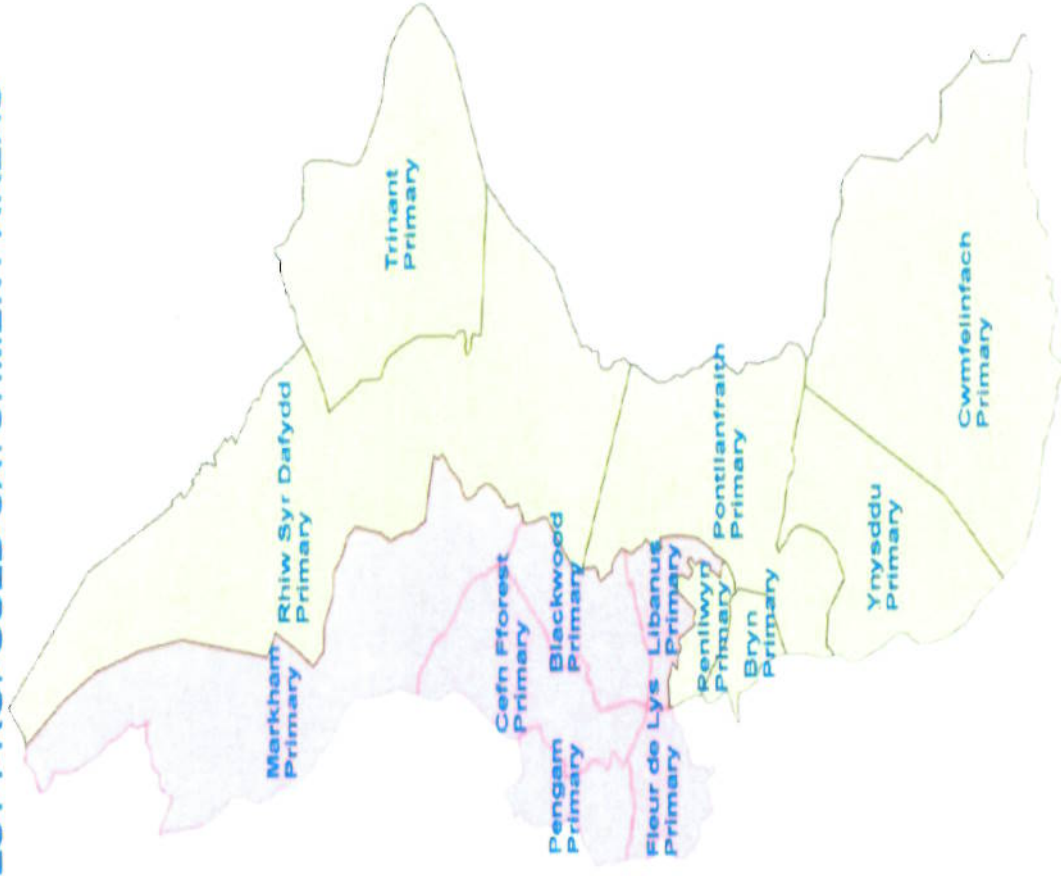 Trinant
Primary
Rhiw Syr Dafydd
Primary
Markham
Primary
Cefn Fforest
Primary
Blackwood
Primary
Pengam
Primary
Fleur de Lys
Primary
Libanus
Primary
Penllwyn
Primary
Bryn
Primary
Pontllanfraith
Primary
Ynysddu
Primary
Cwmfelinfach
Primary